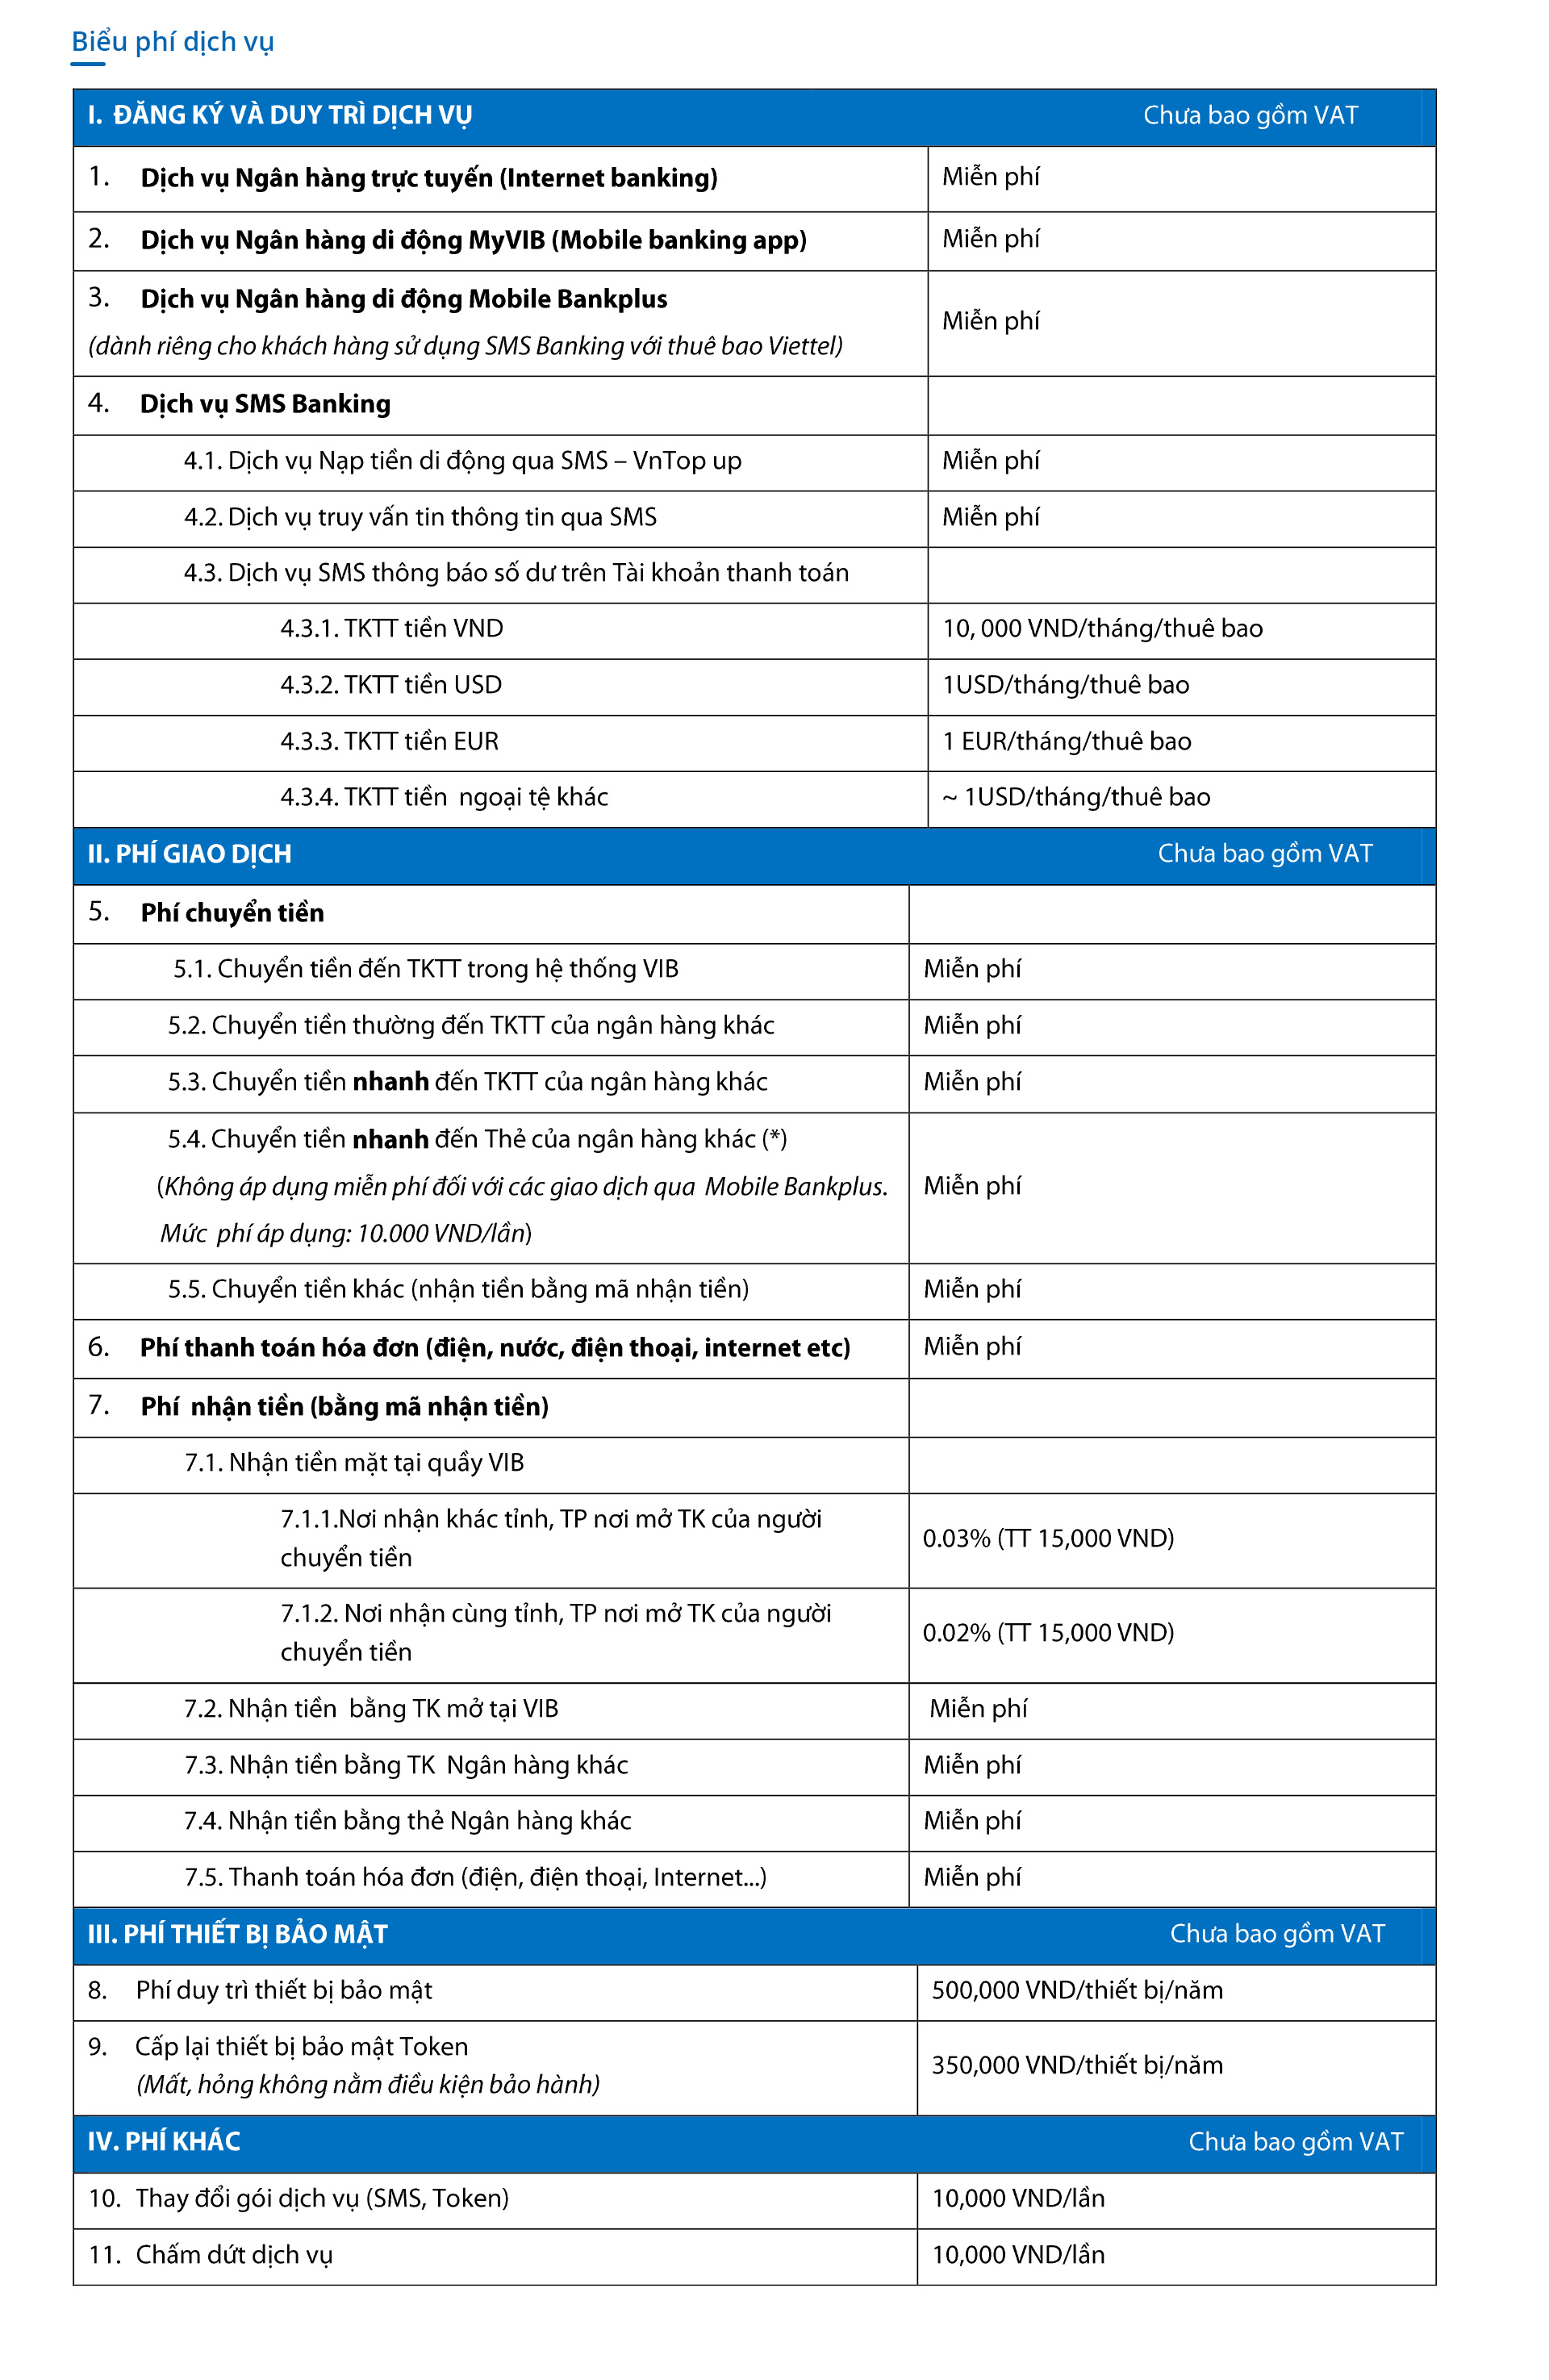 Biểu phí dịch vụ
I. ĐĂNG KÝ VÀ DUY TRÌ DỊCH VỤ Chưa bao gồm VAT
1. Dịch vụ Ngân hàng trực tuyến (Internet banking) Miễn phí
2. Dịch vụ Ngân hàng di động MyVIB (Mobile banking app) Miễn phí
3. Dịch vụ Ngân hàng di động Mobile Bankplus
(dành riêng cho khách hàng sử dụng SMS Banking với thuê bao Viettel)
Miễn phí
4. Dịch vụ SMS Banking
4.1. Dịch vụ Nạp tiền di động qua SMS – VnTop up Miễn phí
4.2. Dịch vụ truy vấn tin thông tin qua SMS Miễn phí
4.3. Dịch vụ SMS thông báo số dư trên Tài khoản thanh toán
4.3.1. TKTT tiền VND 10, 000 VND/tháng/thuê bao
4.3.2. TKTT tiền USD 1USD/tháng/thuê bao
4.3.3. TKTT tiền EUR 1 EUR/tháng/thuê bao
4.3.4. TKTT tiền ngoại tệ khác ~ 1USD/tháng/thuê bao
II. PHÍ GIAO DỊCH Chưa bao gồm VAT
5. Phí chuyển tiền
5.1. Chuyển tiền đến TKTT trong hệ thống VIB Miễn phí
5.2. Chuyển tiền thường đến TKTT của ngân hàng khác Miễn phí
5.3. Chuyển tiền nhanh đến TKTT của ngân hàng khác Miễn phí
5.4. Chuyển tiền nhanh đến Thẻ của ngân hàng khác (*)
(Không áp dụng miễn phí đối với các giao dịch qua Mobile Bankplus. Miễn phí
Mức phí áp dụng: 10.000 VND/lần)
5.5. Chuyển tiền khác (nhận tiền bằng mã nhận tiền) Miễn phí
6. Phí thanh toán hóa đơn (điện, nước, điện thoại, internet etc) Miễn phí
7. Phí nhận tiền (bằng mã nhận tiền)
7.1. Nhận tiền mặt tại quầy VIB
7.1.1.Nơi nhận khác tỉnh, TP nơi mở TK của người
chuyển tiền
0.03% (TT 15,000 VND)
7.1.2. Nơi nhận cùng tỉnh, TP nơi mở TK của người
chuyển tiền
0.02% (TT 15,000 VND)
7.2. Nhận tiền bằng TK mở tại VIB Miễn phí
7.3. Nhận tiền bằng TK Ngân hàng khác Miễn phí
7.4. Nhận tiền bằng thẻ Ngân hàng khác Miễn phí
7.5. Thanh toán hóa đơn (điện, điện thoại, Internet...) Miễn phí
III. PHÍ THIẾT BỊ BẢO MẬT Chưa bao gồm VAT
8. Phí duy trì thiết bị bảo mật 500,000 VND/thiết bị/năm
9. Cấp lại thiết bị bảo mật Token
(Mất, hỏng không nằm điều kiện bảo hành)
350,000 VND/thiết bị/năm
IV. PHÍ KHÁC Chưa bao gồm VAT
10. Thay đổi gói dịch vụ (SMS, Token) 10,000 VND/lần
11. Chấm dứt dịch vụ 10,000 VND/lần